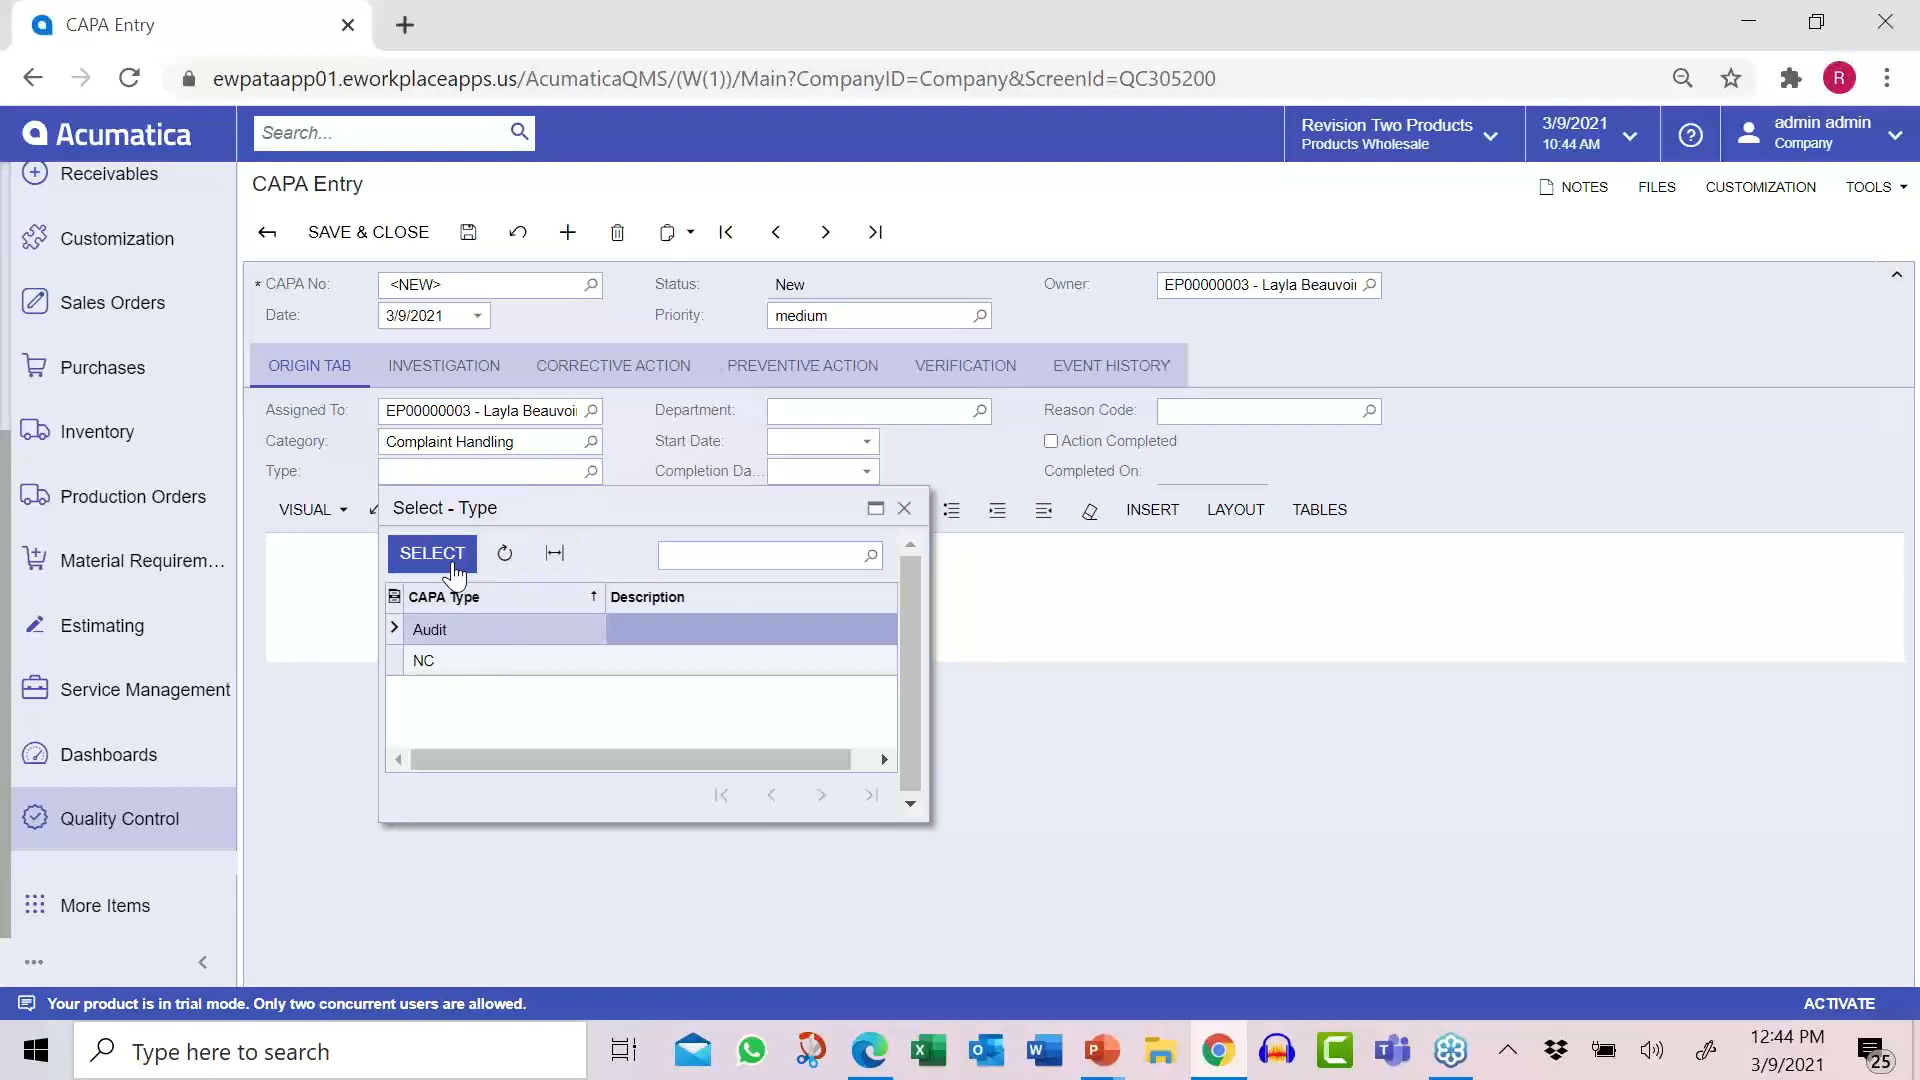 CAPA Entry
ewpataapp01.eworkplaceapps.us/AcumaticaQMS/(W(1))/Main?CompanyID=Company&ScreenId=QC305200
R
Acumatica
Search...
Revision Two Products
Products Wholesale
3/9/2021
10:44 AM
admin admin
Company
Receivables
Customization
Sales Orders
Purchases
Inventory
Production Orders
Material Requirem...
Estimating
Service Management
Dashboards
Quality Control
More Items
CAPA Entry
NOTES
FILES
CUSTOMIZATION
TOOLS
SAVE & CLOSE
* CAPA No:
<NEW>
Status:
New
Owner:
EP00000003 - Layla Beauvoi
Date:
3/9/2021
Priority:
medium
ORIGIN TAB
INVESTIGATION
CORRECTIVE ACTION
PREVENTIVE ACTION
VERIFICATION
EVENT HISTORY
Assigned To:
EP00000003 - Layla Beauvoi
Department:
Reason Code:
Category:
Complaint Handling
Start Date:
Action Completed
Type:
Completion Da...
Completed On:
VISUAL
INSERT
LAYOUT
TABLES
Select - Type
SELECT
CAPA Type
Description
Audit
NC
Your product is in trial mode. Only two concurrent users are allowed.
ACTIVATE
Type here to search
12:44 PM
3/9/2021
25